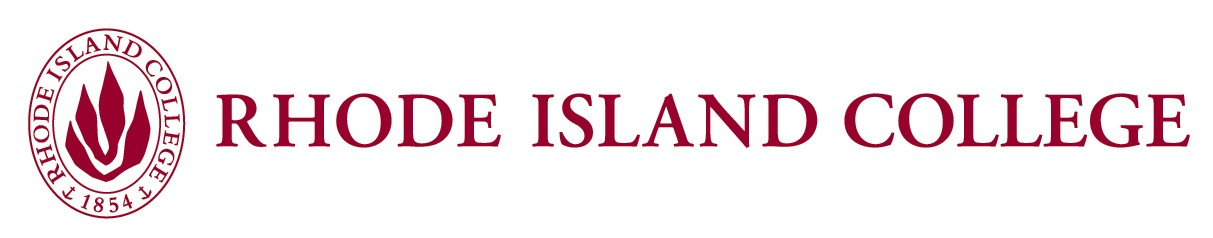 RHODE ISLAND COLLEGE
1854
RHODE ISLAND COLLEGE